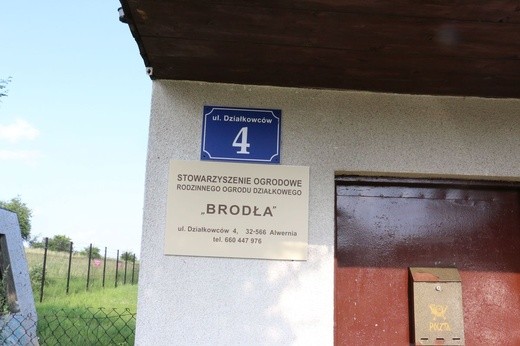 ul. Działkowców
4
STOWARZYSZENIE OGRODOWE
RODZINNEGO OGRODU DZIAŁKOWEGO
„BRODŁA"
ul. Działkowców 4, 32-566 Alwernia
tel. 660 447 976
POCZTA